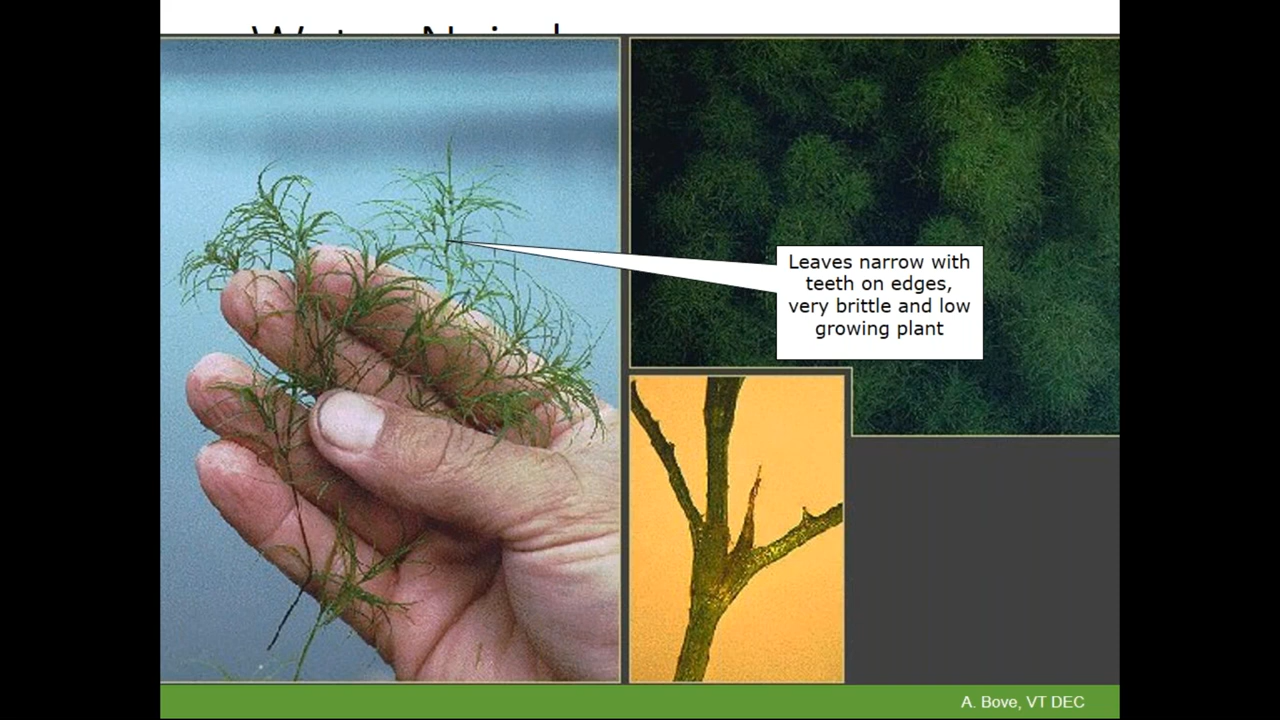 Leaves narrow with
teeth on edges,
very brittle and low
growing plant
A. Bove, VT DEC